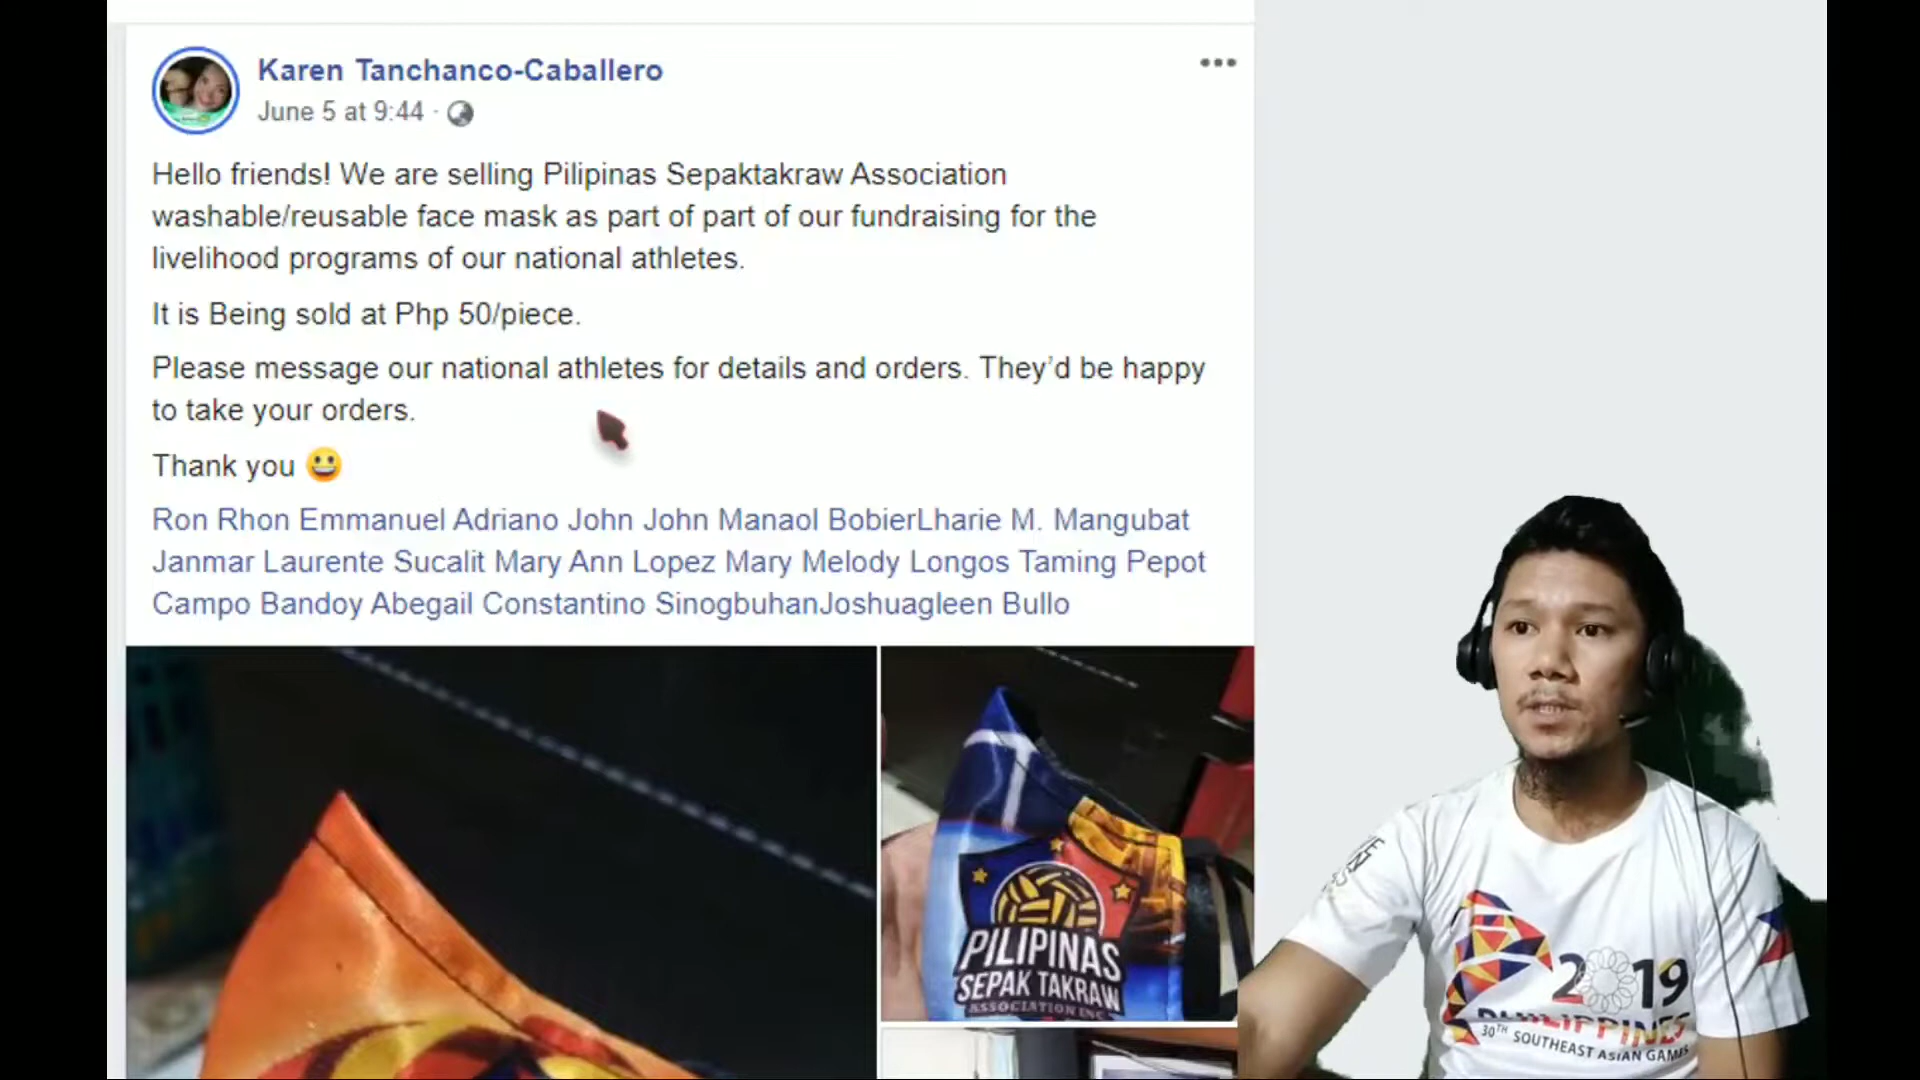 Karen Tanchanco-Caballero
June 5 at 9:44 ·
Hello friends! We are selling Pilipinas Sepaktakraw Association
washable/reusable face mask as part of part of our fundraising for the
livelihood programs of our national athletes.
It is Being sold at Php 50/piece.
Please message our national athletes for details and orders. They’d be happy
to take your orders.
Thank you 😀
Ron Rhon Emmanuel Adriano John John Manaol BobierLharie M. Mangubat
Janmar Laurente Sucalit Mary Ann Lopez Mary Melody Longos Taming Pepot
Campo Bandoy Abegail Constantino SinogbuhanJoshuagleen Bullo
PILIPINAS
SEPAK TAKRAW
ASSOCIATION INC
2019
PHILIPPINES
30TH SOUTHEAST ASIAN GAMES